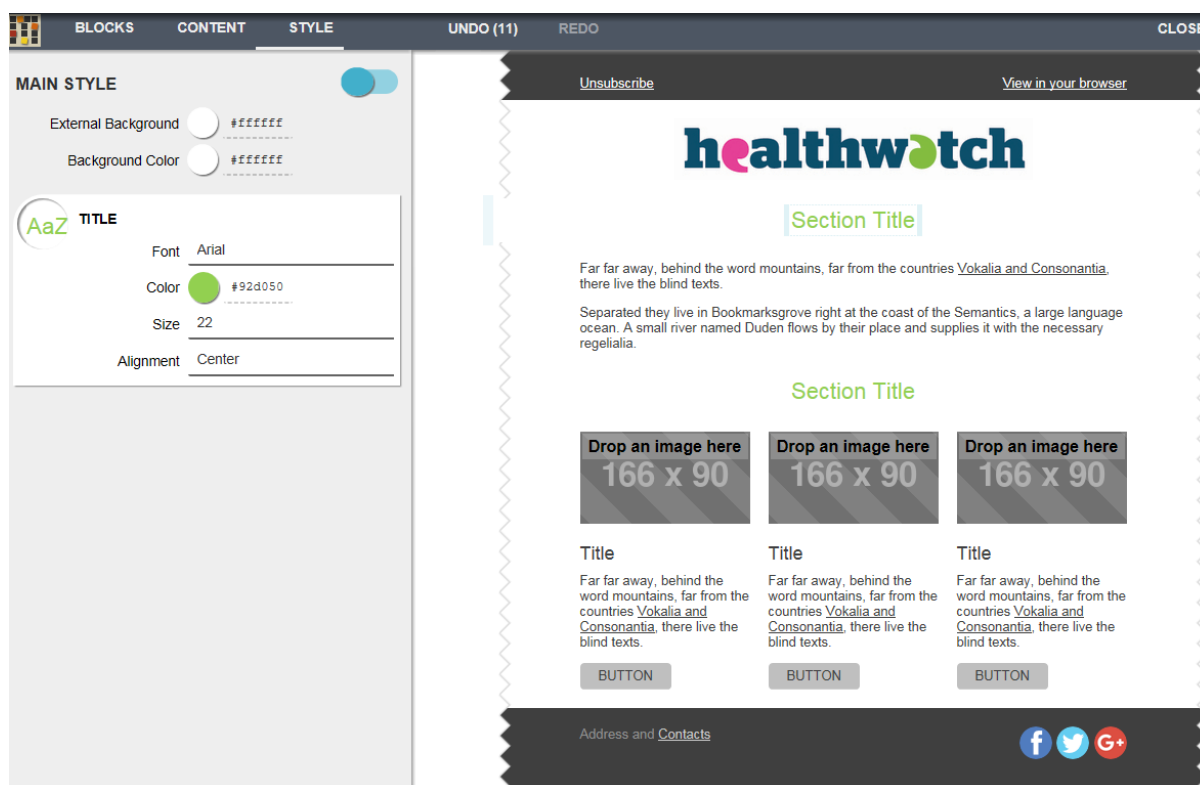 BLOCKS CONTENT STYLE UNDO (11) REDO CLOSE
MAIN STYLE
External Background #ffffff
Background Color #ffffff
AaZ TITLE
Font Arial
Color #92d050
Size 22
Alignment Center
Unsubscribe View in your browser
healthwatch
Section Title
Far far away, behind the word mountains, far from the countries Vokalia and Consonantia,
there live the blind texts.
Separated they live in Bookmarksgrove right at the coast of the Semantics, a large language
ocean. A small river named Duden flows by their place and supplies it with the necessary
regelialia.
Section Title
Drop an image here
166 x 90
Drop an image here
166 x 90
Drop an image here
166 x 90
Title
Far far away, behind the
word mountains, far from the
countries Vokalia and
Consonantia, there live the
blind texts.
BUTTON
Title
Far far away, behind the
word mountains, far from the
countries Vokalia and
Consonantia, there live the
blind texts.
BUTTON
Title
Far far away, behind the
word mountains, far from the
countries Vokalia and
Consonantia, there live the
blind texts.
BUTTON
Address and Contacts
f
G+